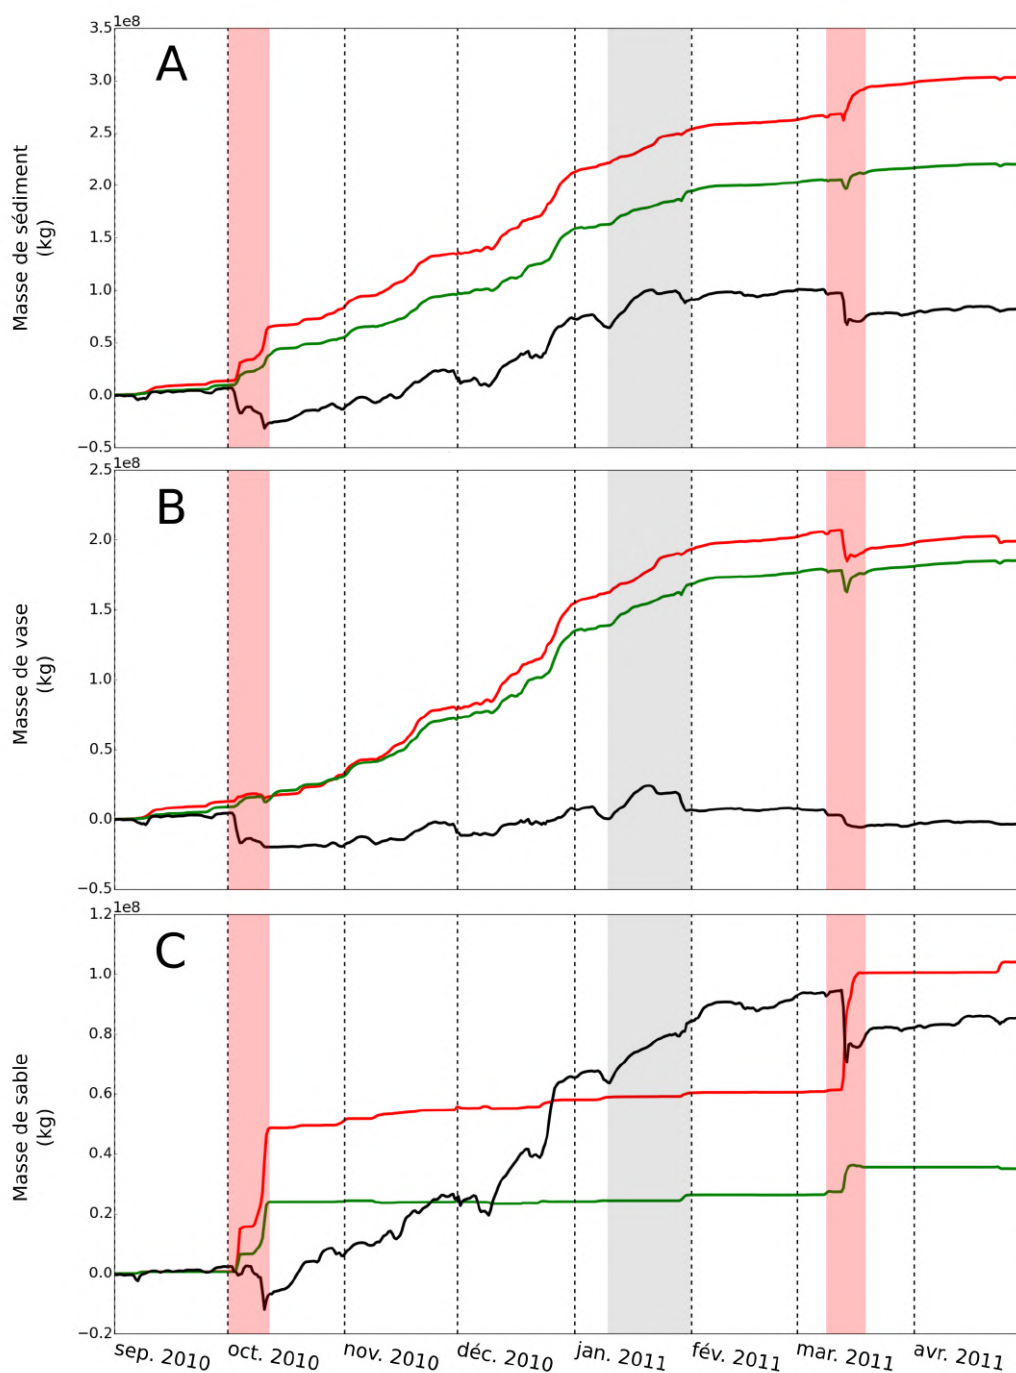 1e8
A
3.5
3.0
2.5
2.0
1.5
1.0
0.5
0.0
−0.5
Masse de sédiment
(kg)
1e8
B
2.5
2.0
1.5
1.0
0.5
0.0
−0.5
Masse de vase
(kg)
1e8
C
1.2
1.0
0.8
0.6
0.4
0.2
0.0
−0.2
Masse de sable
(kg)
sep. 2010
oct. 2010
nov. 2010
déc. 2010
jan. 2011
fév. 2011
mar. 2011
avr. 2011